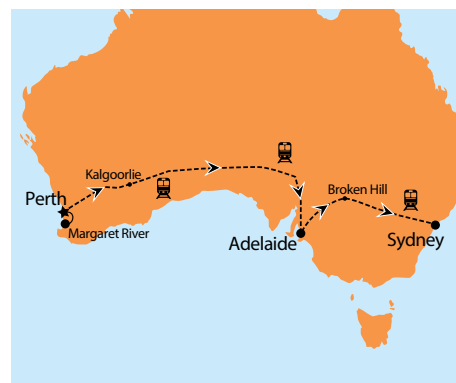 Kalgoorlie
Broken Hill
Perth
Margaret River
Adelaide
Sydney